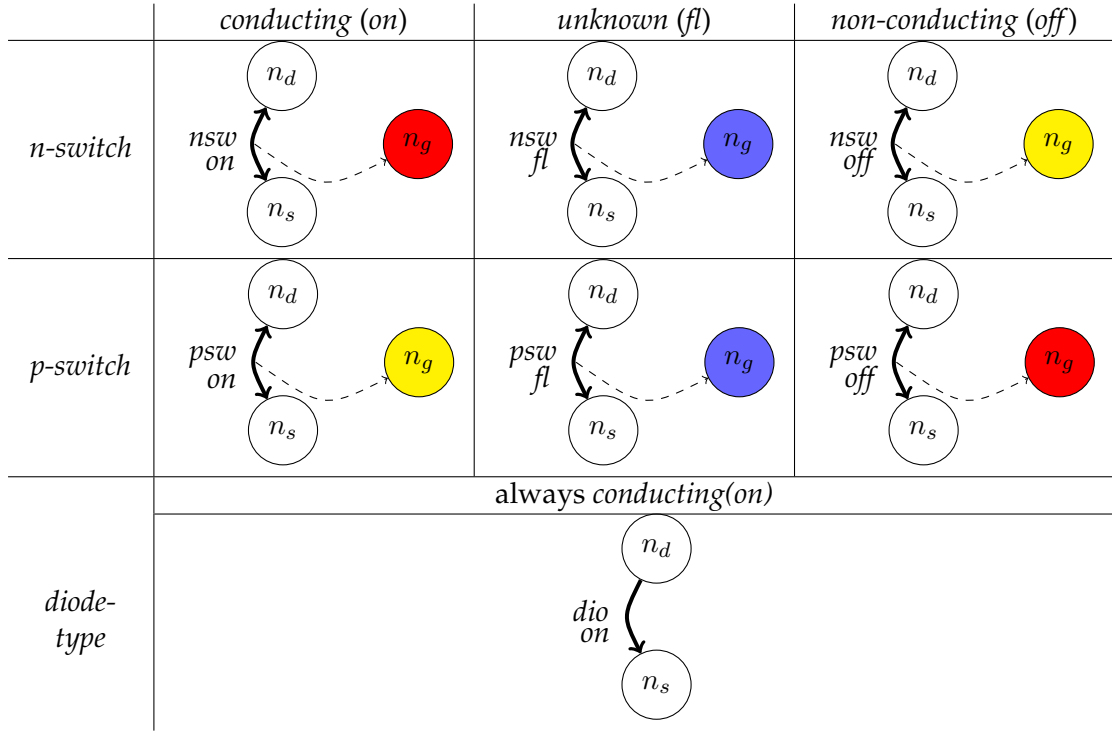 conducting (on) unknown (fl) non-conducting (off)
n_d n_d n_d
n-switch nsw on n_g nsw fl n_g nsw off n_g
n_s n_s n_s
n_d n_d n_d
p-switch psw on n_g psw fl n_g psw off n_g
n_s n_s n_s
always conducting(on)
n_d
diode-
type
dio
on
n_s